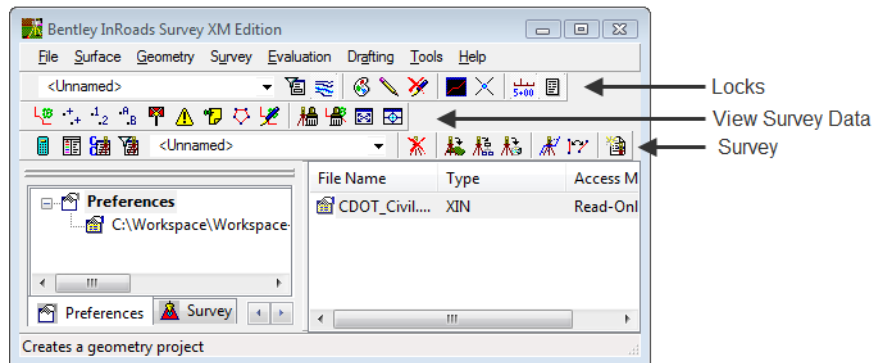 Bentley InRoads Survey XM Edition
File Surface Geometry Survey Evaluation Drafting Tools Help
<Unnamed>
5+00
Locks
1 2 A B
View Survey Data
<Unnamed>
Survey
File Name Type Access M
Preferences
CDOT_Civil.... XIN Read-Onl
C:\Workspace\Workspace-
Preferences Survey
Creates a geometry project